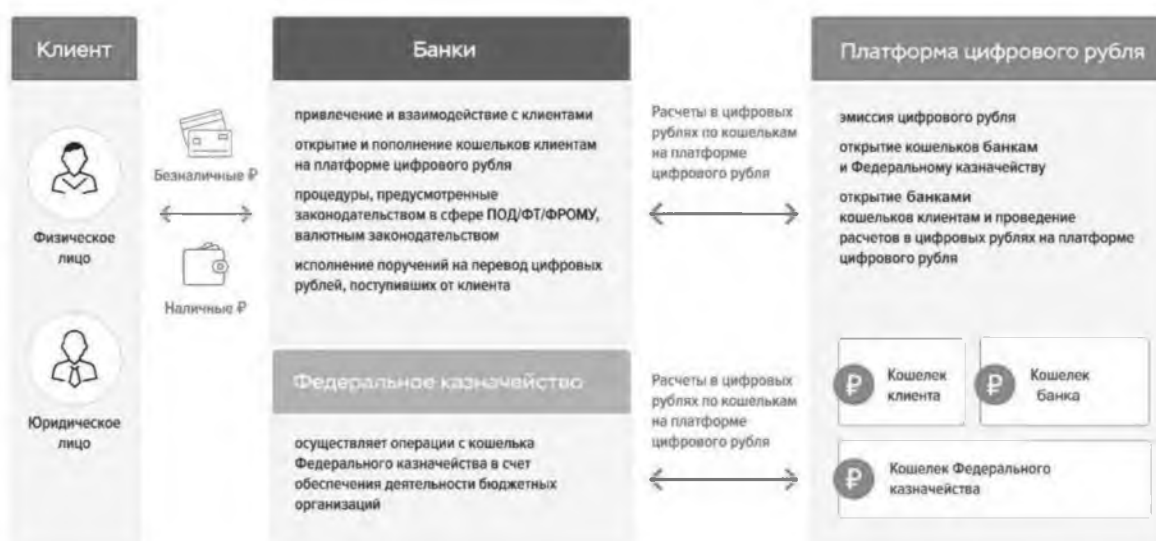 Клиент
Физическое
лицо
Юридическое
лицо
Безналичные ₽
Наличные ₽
Банки
привлечение и взаимодействие с клиентами
открытие и пополнение кошельков клиентам
на платформе цифрового рубля
процедуры, предусмотренные
законодательством в сфере ПОД/ФТ/ФРОМУ,
валютным законодательством
исполнение поручений на перевод цифровых
рублей, поступивших от клиента
Федеральное казначейство
осуществляет операции с кошелька
Федерального казначейства в счет
обеспечения деятельности бюджетных
организаций
Расчеты в цифровых
рублях по кошелькам
на платформе
цифрового рубля
Расчеты в цифровых
рублях по кошелькам
на платформе
цифрового рубля
Платформа цифрового рубля
эмиссия цифрового рубля
открытие кошельков банкам
и Федеральному казначейству
открытие банками
кошельков клиентам и проведение
расчетов в цифровых рублях на платформе
цифрового рубля
₽ Кошелек
клиента
₽ Кошелек
банка
₽ Кошелек Федерального
казначейства